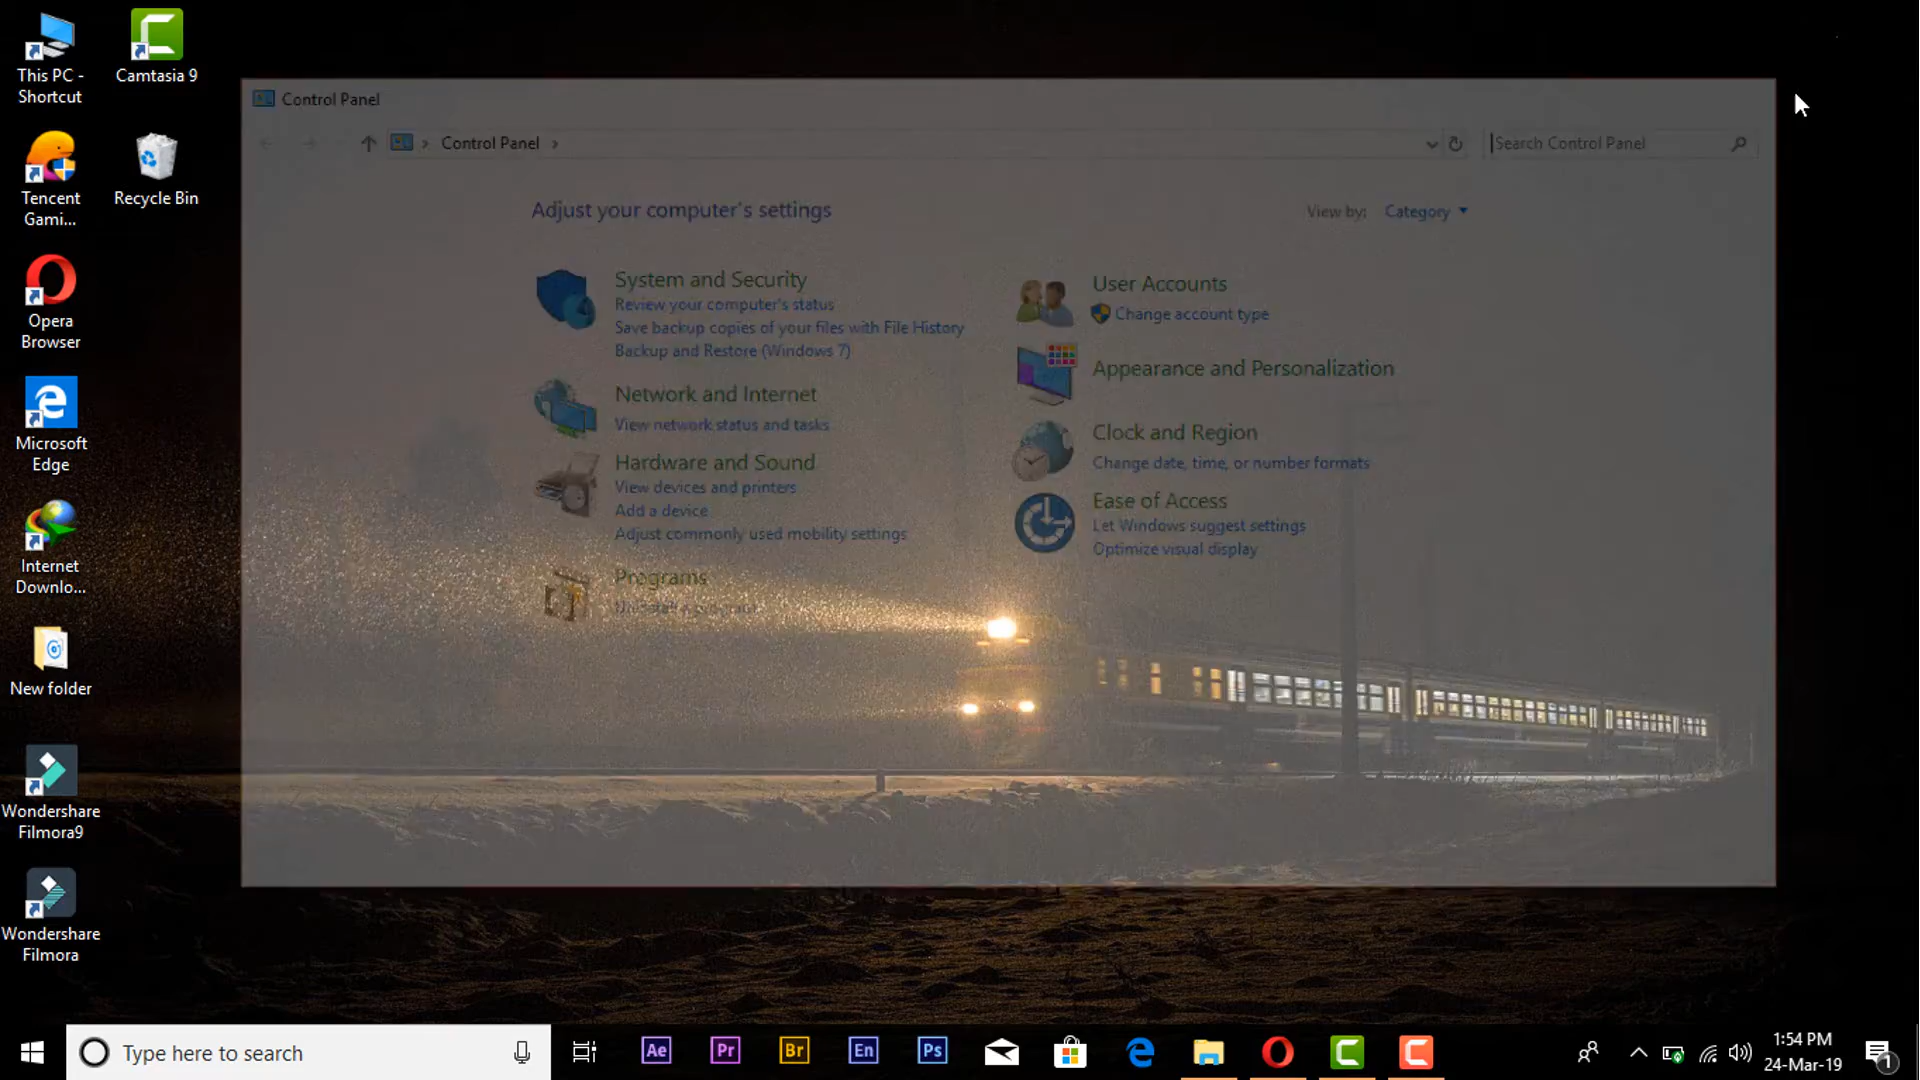 This PC -
Shortcut
Camtasia 9
Tencent
Gami...
Recycle Bin
Opera
Browser
Microsoft
Edge
Internet
Downlo...
New folder
Wondershare
Filmora9
Wondershare
Filmora
Control Panel
Control Panel
Search Control Panel
Adjust your computer's settings
View by: Category
System and Security
Review your computer's status
Save backup copies of your files with File History
Backup and Restore (Windows 7)
Network and Internet
View network status and tasks
Hardware and Sound
View devices and printers
Add a device
Adjust commonly used mobility settings
Programs
Uninstall a program
User Accounts
Change account type
Appearance and Personalization
Clock and Region
Change date, time, or number formats
Ease of Access
Let Windows suggest settings
Optimize visual display
Type here to search
Ae
Pr
Br
En
Ps
1:54 PM
24-Mar-19
1